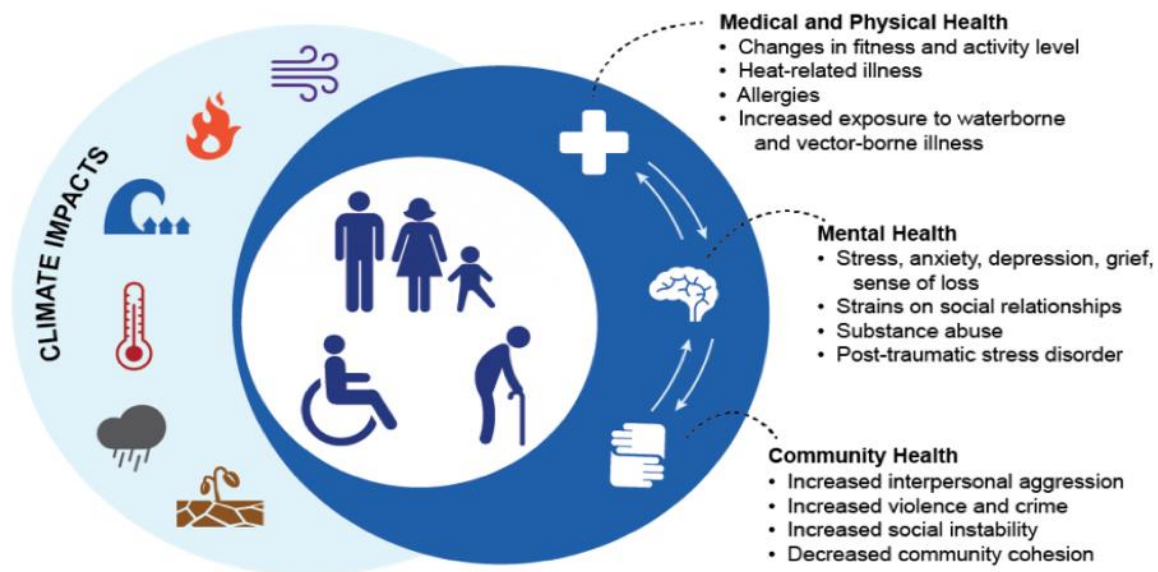 CLIMATE IMPACTS
Medical and Physical Health
• Changes in fitness and activity level
• Heat-related illness
• Allergies
• Increased exposure to waterborne
and vector-borne illness
Mental Health
• Stress, anxiety, depression, grief,
sense of loss
• Strains on social relationships
• Substance abuse
• Post-traumatic stress disorder
Community Health
• Increased interpersonal aggression
• Increased violence and crime
• Increased social instability
• Decreased community cohesion